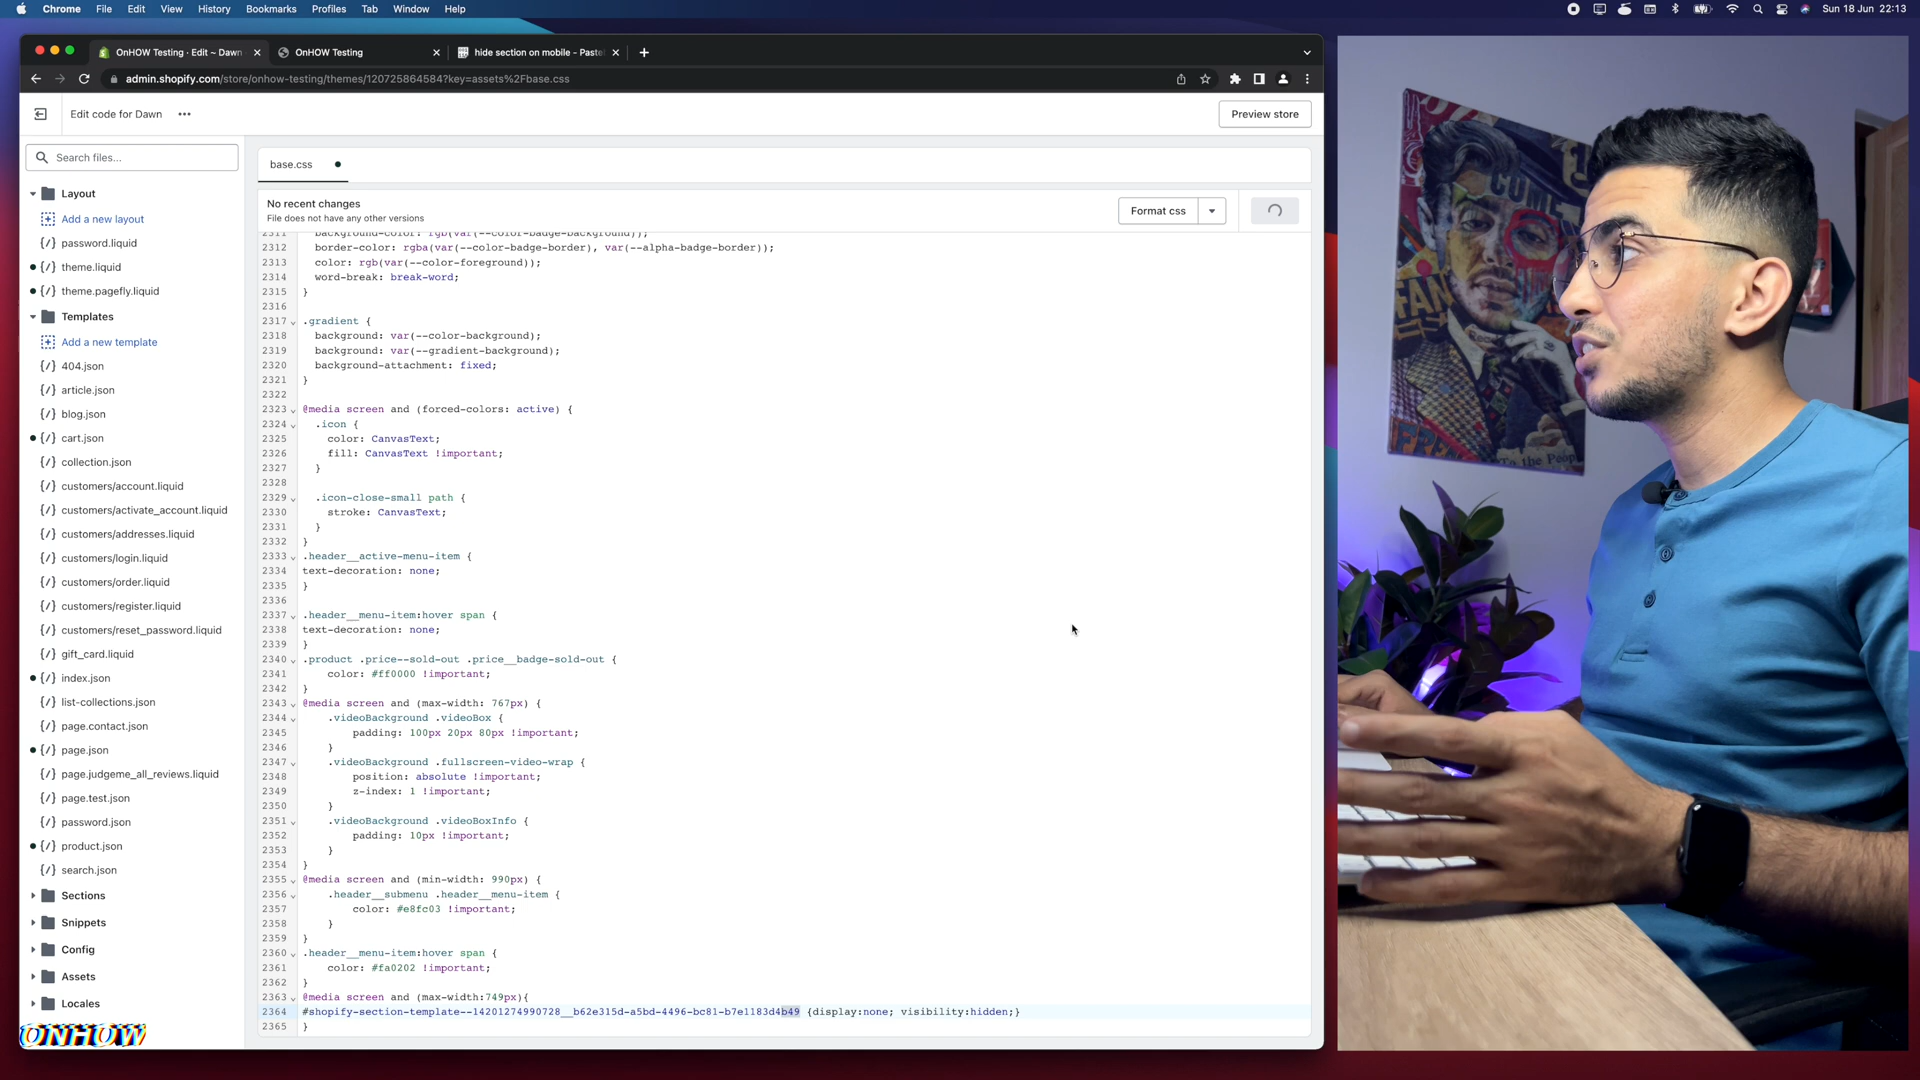 Chrome File Edit View History Bookmarks Profiles Tab Window Help
Sun 18 Jun 22:13
OnHOW Testing · Edit ~ Dawn
OnHOW Testing
hide section on mobile - Paste
admin.shopify.com/store/onhow-testing/themes/120725864584?key=assets%2Fbase.css
Edit code for Dawn
Preview store
Search files...
Layout
Add a new layout
{/} password.liquid
{/} theme.liquid
{/} theme.pagefly.liquid
Templates
Add a new template
{/} 404.json
{/} article.json
{/} blog.json
{/} cart.json
{/} collection.json
{/} customers/account.liquid
{/} customers/activate_account.liquid
{/} customers/addresses.liquid
{/} customers/login.liquid
{/} customers/order.liquid
{/} customers/register.liquid
{/} customers/reset_password.liquid
{/} gift_card.liquid
{/} index.json
{/} list-collections.json
{/} page.contact.json
{/} page.json
{/} page.judgeme_all_reviews.liquid
{/} page.test.json
{/} password.json
{/} product.json
{/} search.json
Sections
Snippets
Config
Assets
Locales
ONHOW
base.css
No recent changes
File does not have any other versions
Format css
2311 background-color: rgb(var(--color-badge-background));
2312 border-color: rgba(var(--color-badge-border), var(--alpha-badge-border));
2313 color: rgb(var(--color-foreground));
2314 word-break: break-word;
2315 }
2316
2317 .gradient {
2318 background: var(--color-background);
2319 background: var(--gradient-background);
2320 background-attachment: fixed;
2321 }
2322
2323 @media screen and (forced-colors: active) {
2324 .icon {
2325 color: CanvasText;
2326 fill: CanvasText !important;
2327 }
2328
2329 .icon-close-small path {
2330 stroke: CanvasText;
2331 }
2332 }
2333 .header__active-menu-item {
2334 text-decoration: none;
2335 }
2336
2337 .header__menu-item:hover span {
2338 text-decoration: none;
2339 }
2340 .product .price--sold-out .price__badge-sold-out {
2341 color: #ff0000 !important;
2342 }
2343 @media screen and (max-width: 767px) {
2344 .videoBackground .videoBox {
2345 padding: 100px 20px 80px !important;
2346 }
2347 .videoBackground .fullscreen-video-wrap {
2348 position: absolute !important;
2349 z-index: 1 !important;
2350 }
2351 .videoBackground .videoBoxInfo {
2352 padding: 10px !important;
2353 }
2354 }
2355 @media screen and (min-width: 990px) {
2356 .header__submenu .header__menu-item {
2357 color: #e8fc03 !important;
2358 }
2359 }
2360 .header__menu-item:hover span {
2361 color: #fa0202 !important;
2362 }
2363 @media screen and (max-width:749px){
2364 #shopify-section-template--14201274990728__b62e315d-a5bd-4496-bc81-b7e1183d4b49 {display:none; visibility:hidden;}
2365 }
to the People